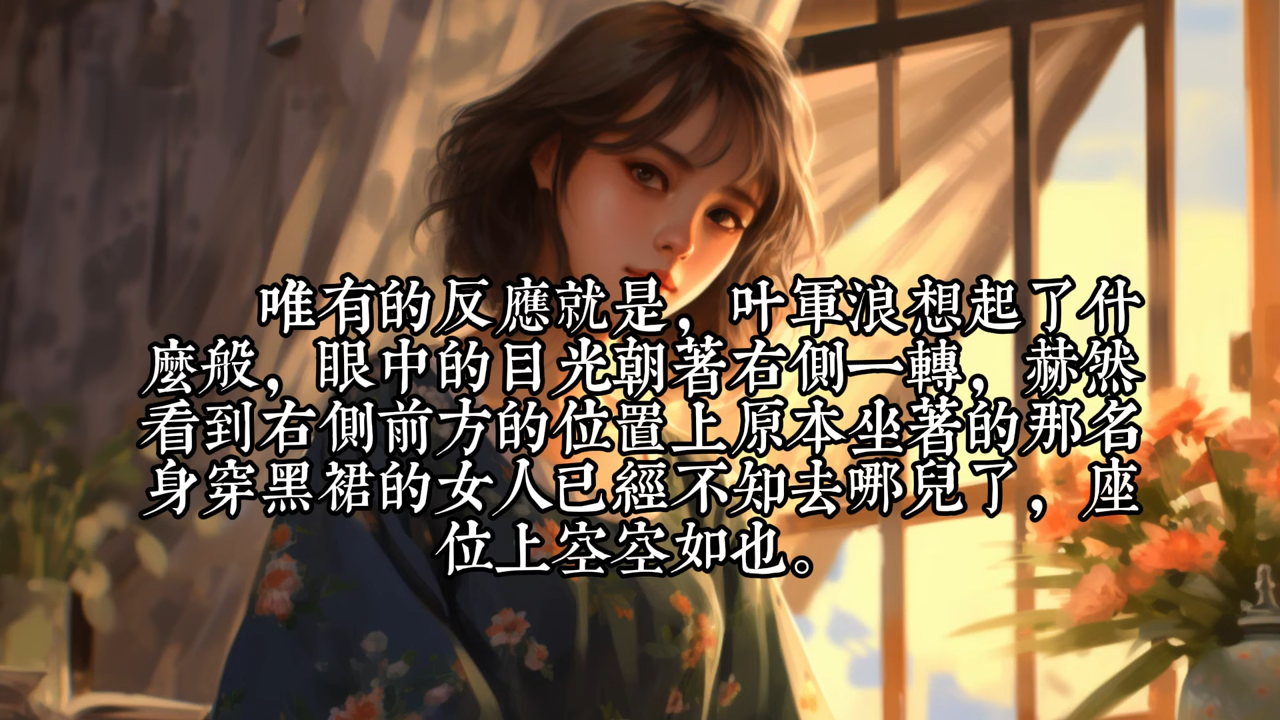 唯有的反應就是，叶軍浪想起了什
麼般，眼中的目光朝著右側一轉，赫然
看到右側前方的位置上原本坐著的那名
身穿黑裙的女人已經不知去哪兒了，座
位上空空如也。